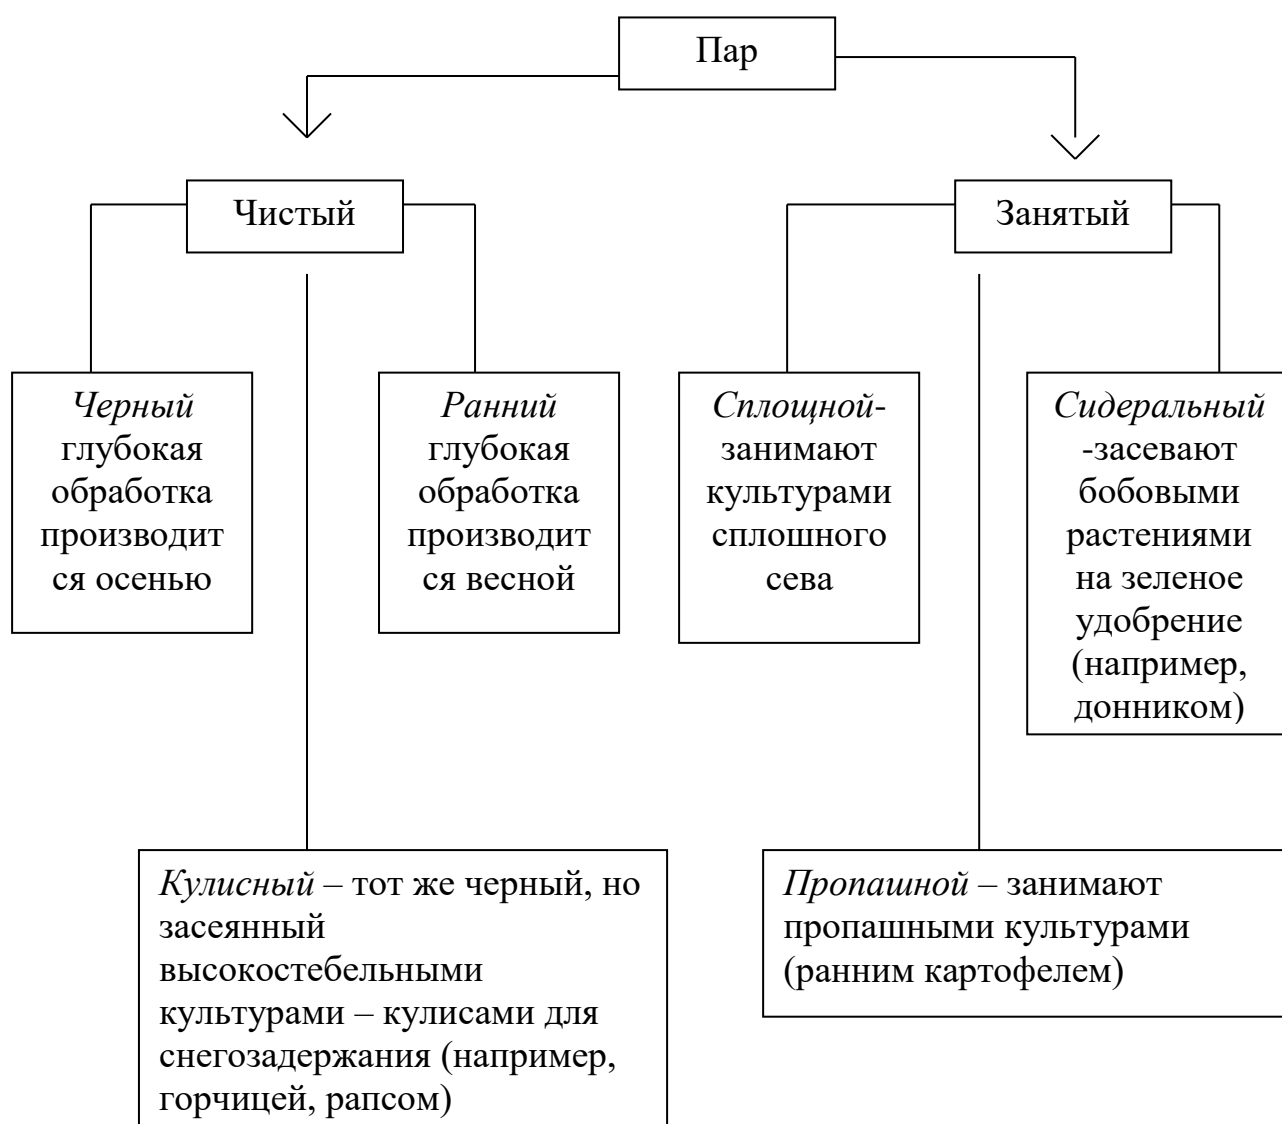 Пар
Чистый
Занятый
Черный
глубокая
обработка
производит
ся осенью
Ранний
глубокая
обработка
производит
ся весной
Сплощной-
занимают
культурами
сплошного
сева
Сидеральный
-засевают
бобовыми
растениями
на зеленое
удобрение
(например,
донником)
Кулисный – тот же черный, но
засеянный
высокостебельными
культурами – кулисами для
снегозадержания (например,
горчицей, рапсом)
Пропашной – занимают
пропашными культурами
(ранним картофелем)